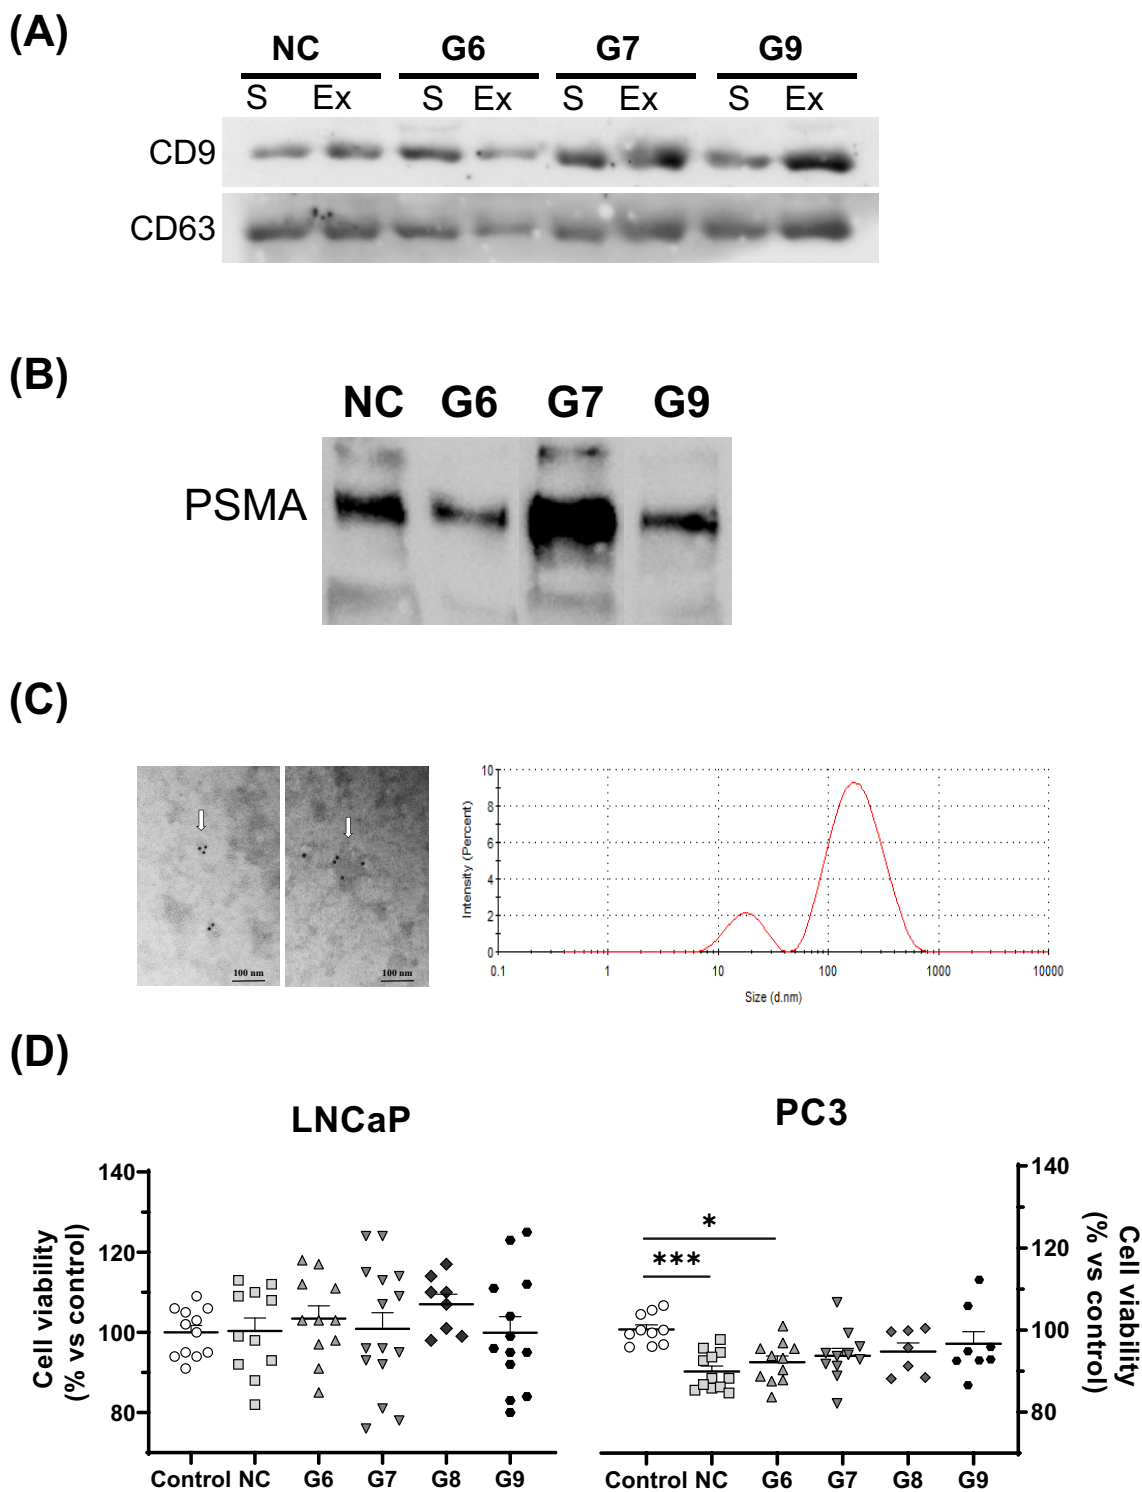 (A)
NC G6 G7 G9
S Ex S Ex S Ex S Ex
CD9
CD63
(B)
NC G6 G7 G9
PSMA
(C)
100 nm
100 nm
Intensity (Percent)
10
8
6
4
2
0
0.1 1 10 100 1000 10000
Size (d.nm)
(D)
LNCaP
Cell viability
(% vs control)
140
120
100
80
Control NC G6 G7 G8 G9
PC3
*
***
140
120
100
80
Cell viability
(% vs control)
Control NC G6 G7 G8 G9